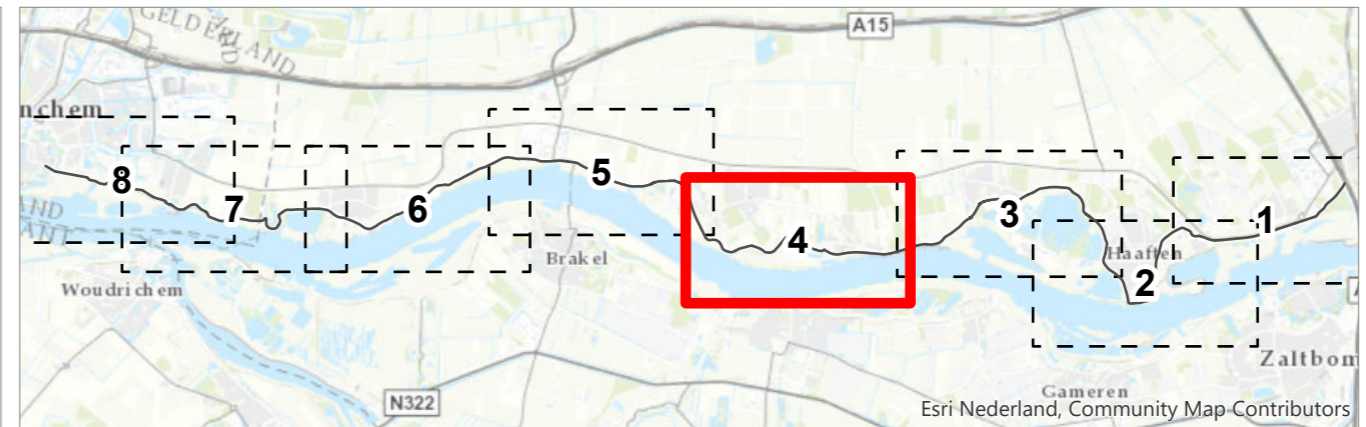 GELDERLAND
A15
nchem
8
7
6
5
4
3
2
1
Brakel
Haaften
Woudrichem
Zaltbom
N322
Gameren
Esri Nederland, Community Map Contributors